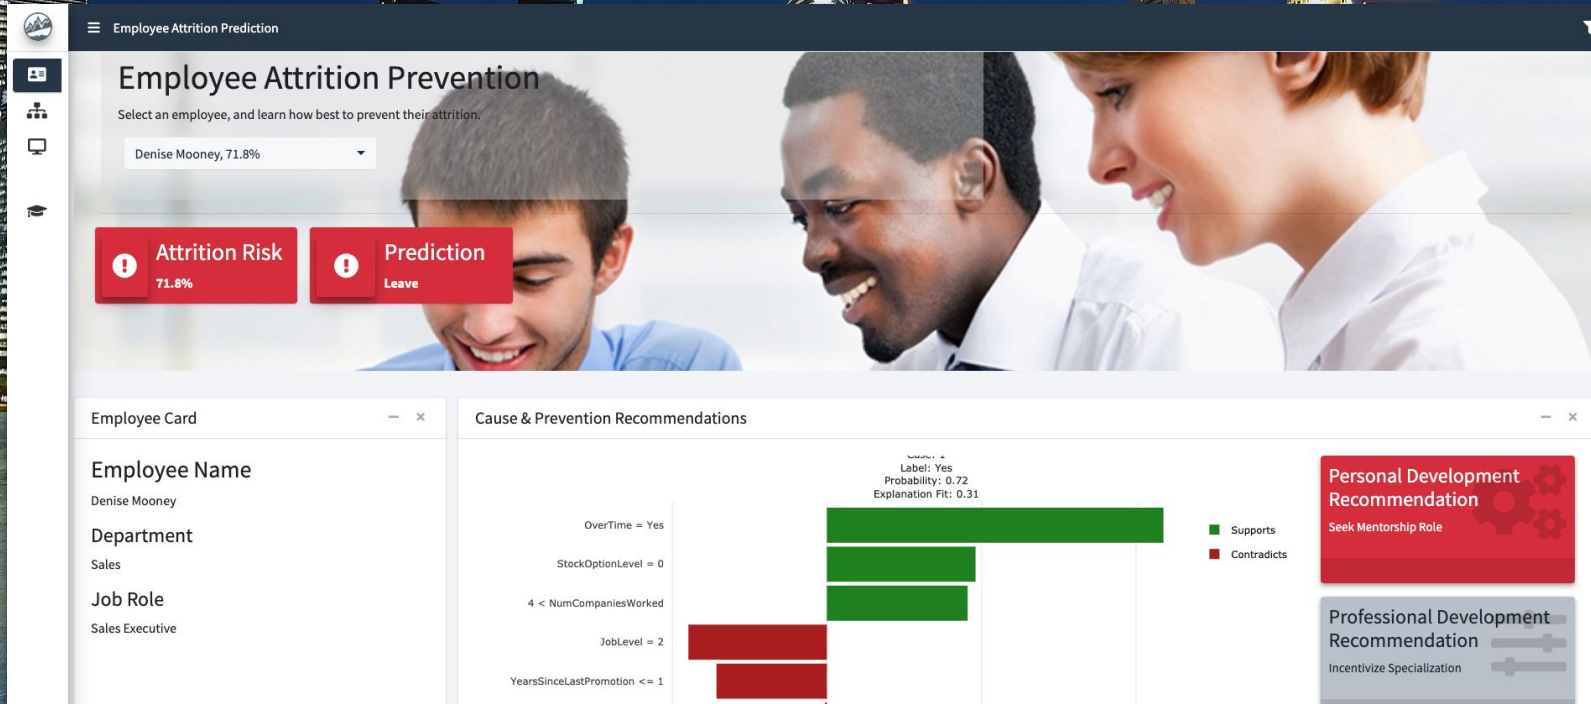 Employee Attrition Prediction
Employee Attrition Prevention
Select an employee, and learn how best to prevent their attrition.
Denise Mooney, 71.8%
Attrition Risk
71.8%
Prediction
Leave
Employee Card
Employee Name
Denise Mooney
Department
Sales
Job Role
Sales Executive
Cause & Prevention Recommendations
Case: 1
Label: Yes
Probability: 0.72
Explanation Fit: 0.31
OverTime = Yes
StockOptionLevel = 0
4 < NumCompaniesWorked
JobLevel = 2
YearsSinceLastPromotion <= 1
Supports
Contradicts
Personal Development
Recommendation
Seek Mentorship Role
Professional Development
Recommendation
Incentivize Specialization